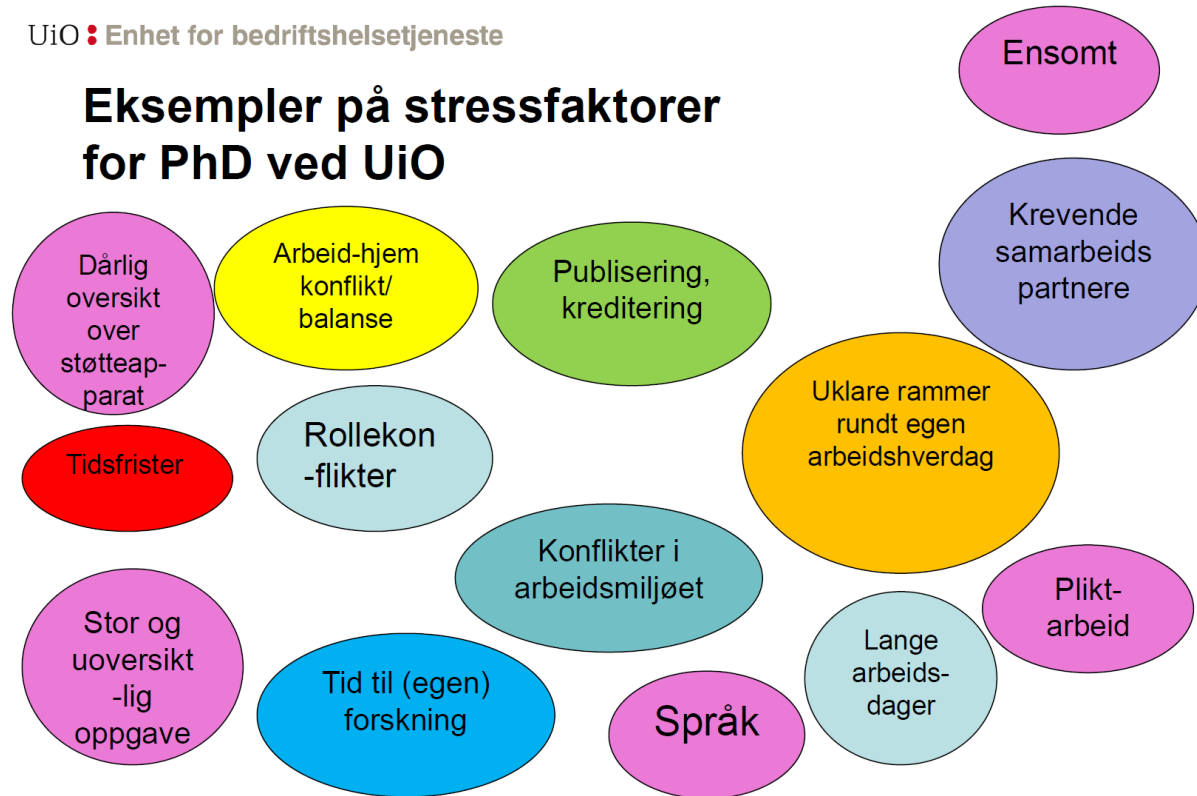 UiO : Enhet for bedriftshelsetjeneste
Eksempler på stressfaktorer
for PhD ved UiO
Ensomt
Krevende
samarbeids
partnere
Dårlig
oversikt
over
støtteap-
parat
Arbeid-hjem
konflikt/
balanse
Publisering,
kreditering
Uklare rammer
rundt egen
arbeidshverdag
Tidsfrister
Rollekon
-flikter
Konflikter i
arbeidsmiljøet
Plikt-
arbeid
Stor og
uoversikt
-lig
oppgave
Tid til (egen)
forskning
Språk
Lange
arbeids-
dager